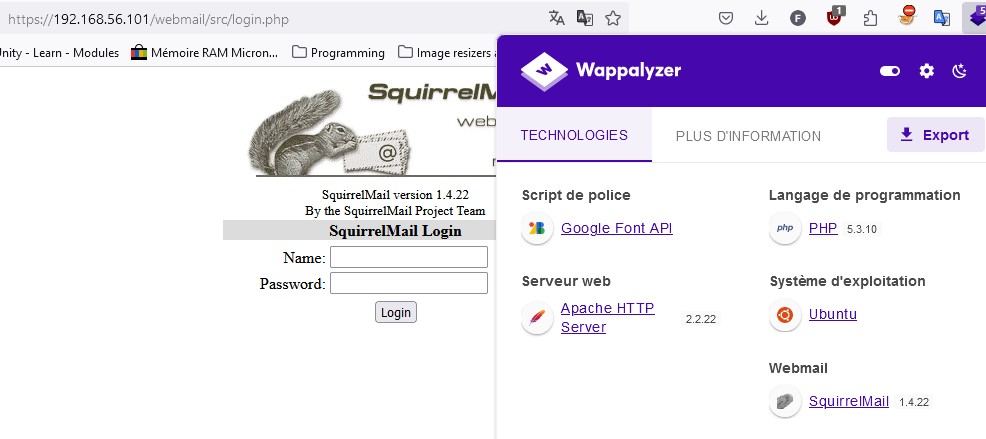 https://192.168.56.101/webmail/src/login.php
Unity - Learn - Modules Mémoire RAM Micron... Programming Image resizers a
SquirrelM
web
SquirrelMail version 1.4.22
By the SquirrelMail Project Team
SquirrelMail Login
Name:
Password:
Login
Wappalyzer
TECHNOLOGIES PLUS D'INFORMATION Export
Script de police
Google Font API
Serveur web
Apache HTTP
Server 2.2.22
Langage de programmation
php PHP 5.3.10
Système d'exploitation
Ubuntu
Webmail
SquirrelMail 1.4.22